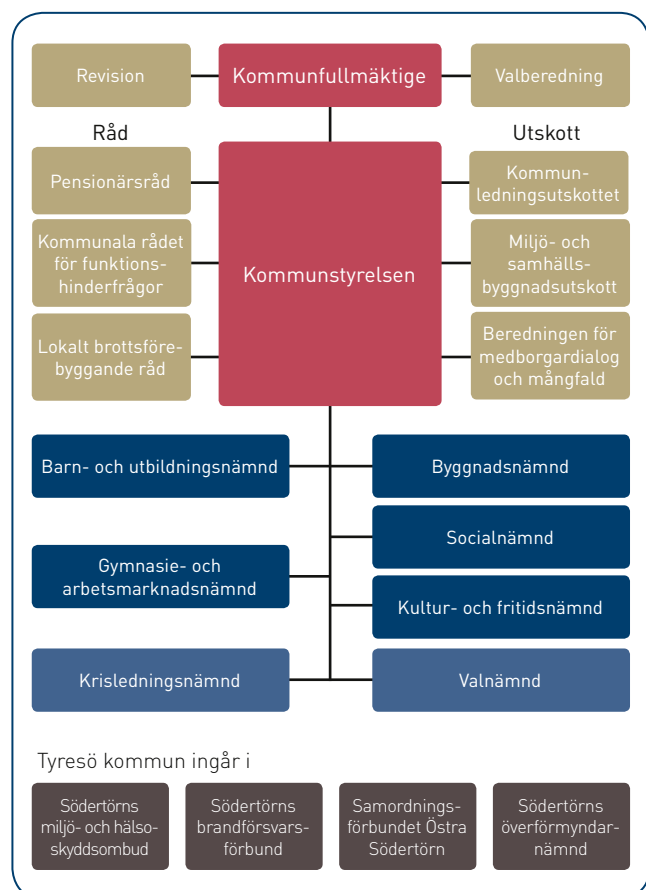 Revision
Kommunfullmäktige
Valberedning
Råd
Utskott
Pensionärsråd
Kommunala rådet
för funktions-
hinderfrågor
Lokalt brottsföre-
byggande råd
Kommunstyrelsen
Kommun-
ledningsutskottet
Miljö- och
samhälls-
byggnadsutskott
Beredningen för
medborgardialog
och mångfald
Barn- och utbildningsnämnd
Byggnadsnämnd
Socialnämnd
Gymnasie- och
arbetsmarknadsnämnd
Kultur- och fritidsnämnd
Krisledningsnämnd
Valnämnd
Tyresö kommun ingår i
Södertörns
miljö- och hälso-
skyddsombud
Södertörns
brandförsvars-
förbund
Samordnings-
förbundet Östra
Södertörn
Södertörns
överförmyndar-
nämnd